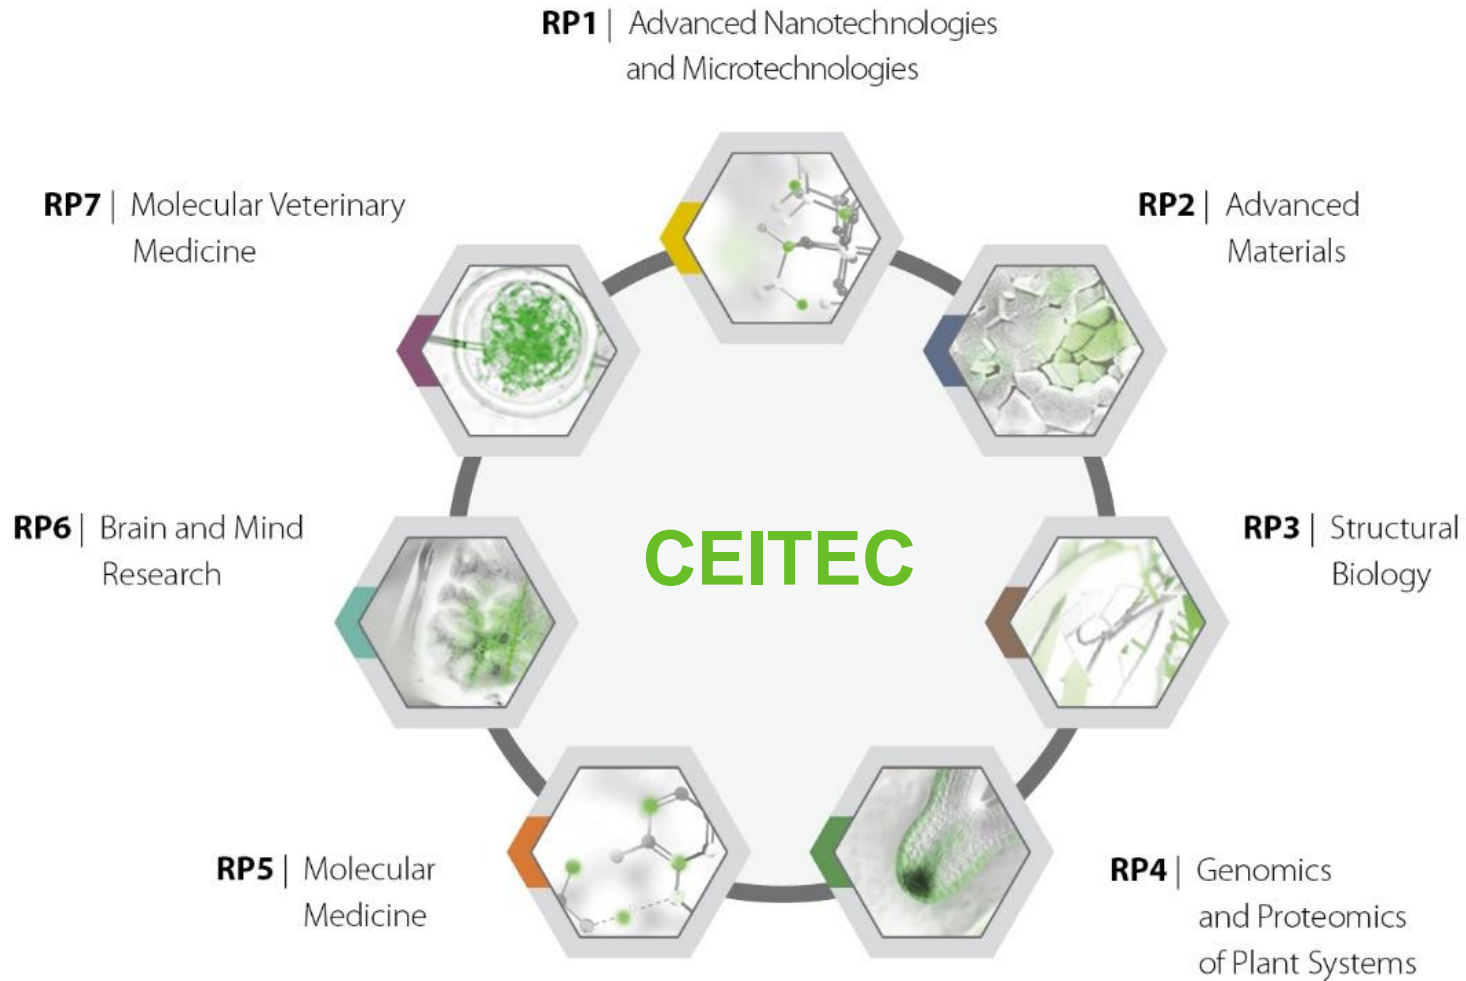 RP1 | Advanced Nanotechnologies
and Microtechnologies
RP7 | Molecular Veterinary
Medicine
RP2 | Advanced
Materials
RP6 | Brain and Mind
Research
CEITEC
RP3 | Structural
Biology
RP5 | Molecular
Medicine
RP4 | Genomics
and Proteomics
of Plant Systems